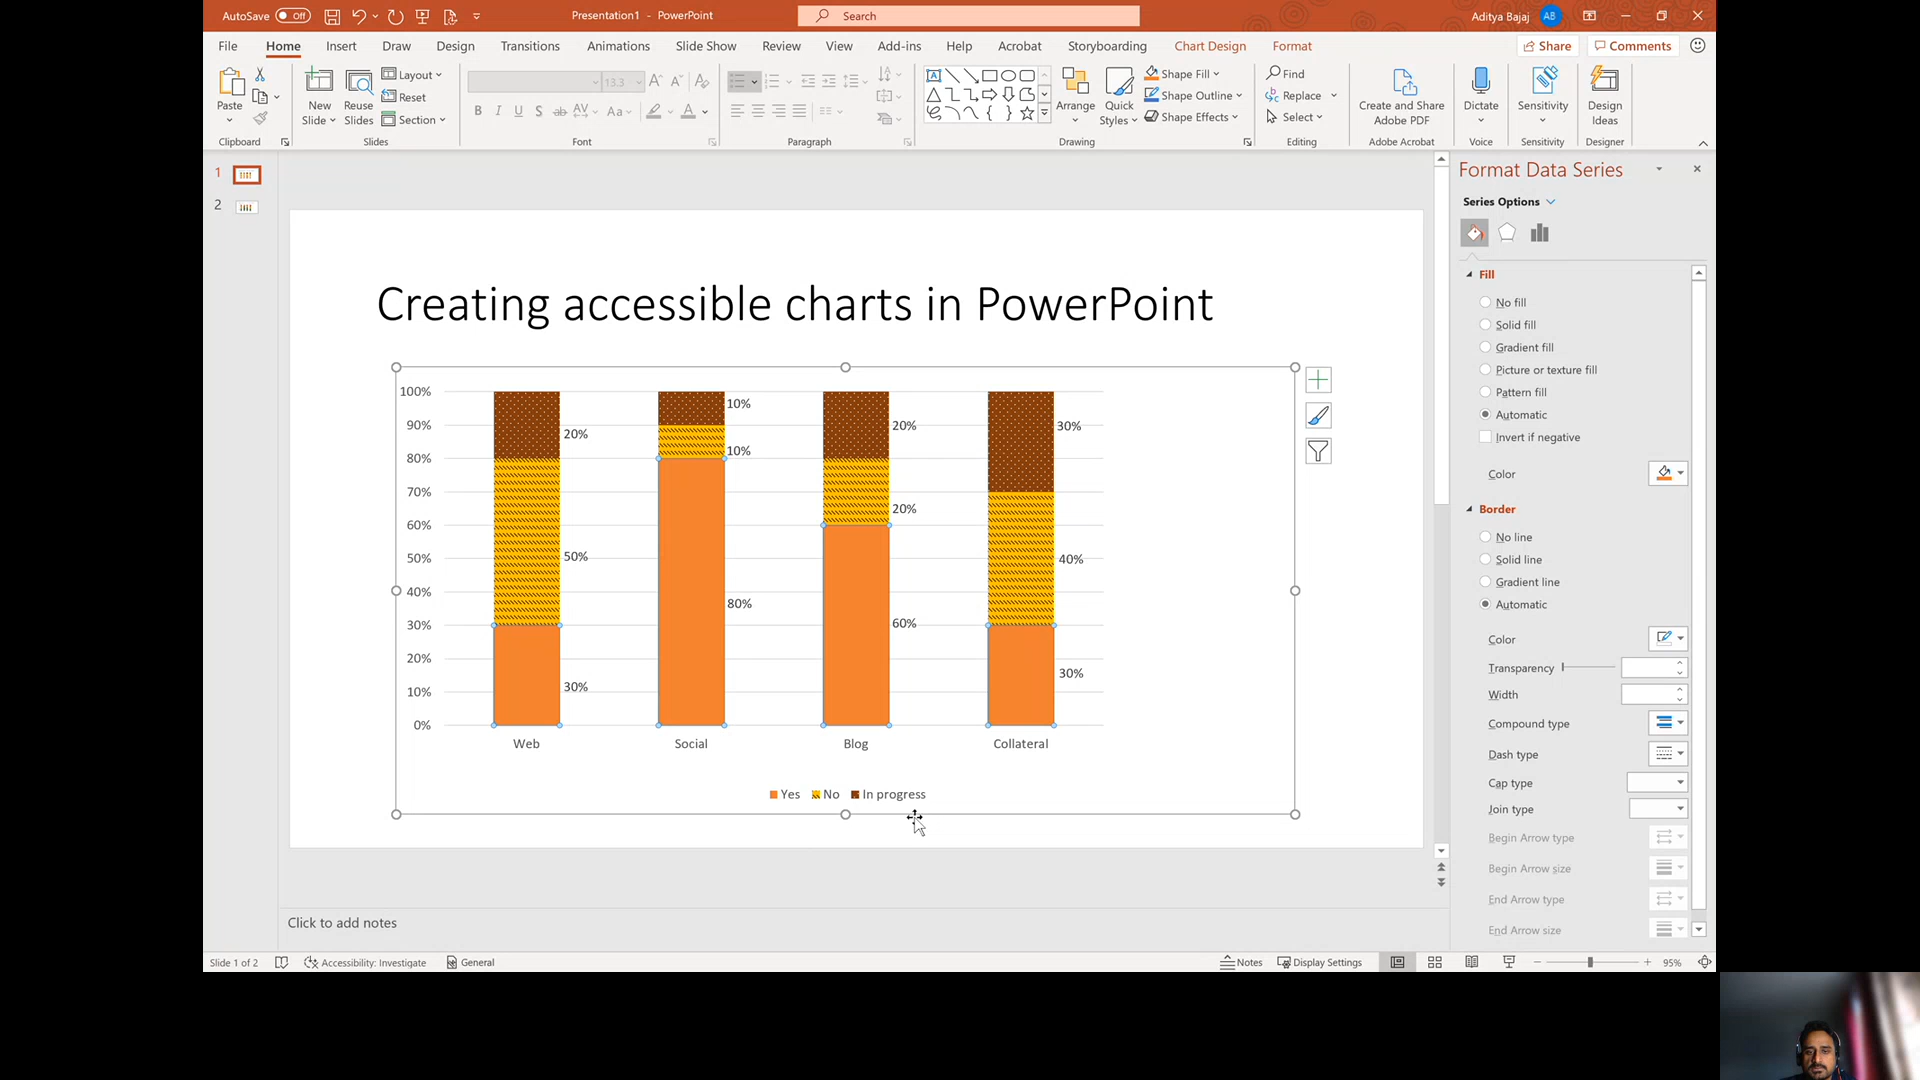 AutoSave Off Presentation1 - PowerPoint Search Aditya Bajaj AB
File Home Insert Draw Design Transitions Animations Slide Show Review View Add-ins Help Acrobat Storyboarding Chart Design Format Share Comments
Paste
Clipboard
New Slide
Reuse Slides
Layout
Reset
Section
Slides
13.3
B I U S ab AV Aa A
Font
Paragraph
Arrange
Quick Styles
Shape Fill
Shape Outline
Shape Effects
Drawing
Find
Replace
Select
Editing
Create and Share Adobe PDF
Adobe Acrobat
Dictate
Voice
Sensitivity
Sensitivity
Design Ideas
Designer
1
2
Creating accessible charts in PowerPoint
100%
90%
80%
70%
60%
50%
40%
30%
20%
10%
0%
20%
50%
30%
10%
10%
80%
20%
20%
60%
30%
40%
30%
Web Social Blog Collateral
Yes No In progress
Format Data Series
Series Options
Fill
No fill
Solid fill
Gradient fill
Picture or texture fill
Pattern fill
Automatic
Invert if negative
Color
Border
No line
Solid line
Gradient line
Automatic
Color
Transparency
Width
Compound type
Dash type
Cap type
Join type
Begin Arrow type
Begin Arrow size
End Arrow type
End Arrow size
Click to add notes
Slide 1 of 2 Accessibility: Investigate General Notes Display Settings 95%